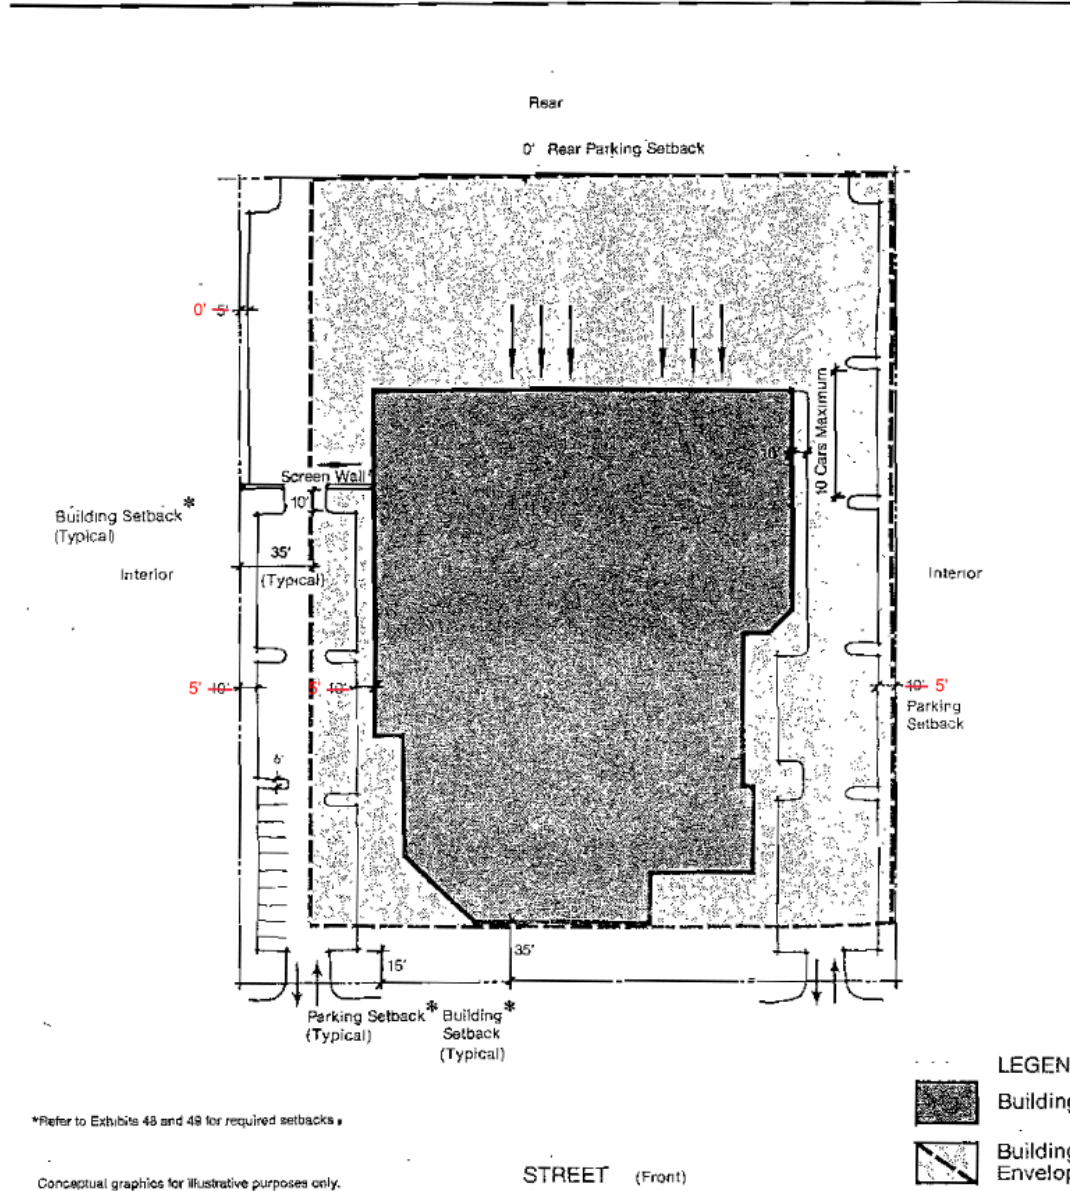 Rear
0' Rear Parking Setback
0' 5'
10 Cars Maximum
10'
Screen Wall
10'
Building Setback *
(Typical)
35'
(Typical)
Interior
Interior
5' 10'
5' 10'
10' 5'
Parking
Setback
6'
35'
15'
Parking Setback *
(Typical)
Building *
Setback
(Typical)
LEGEN
Building
Building
Envelop
*Refer to Exhibits 48 and 49 for required setbacks.
STREET (Front)
Conceptual graphics for illustrative purposes only.